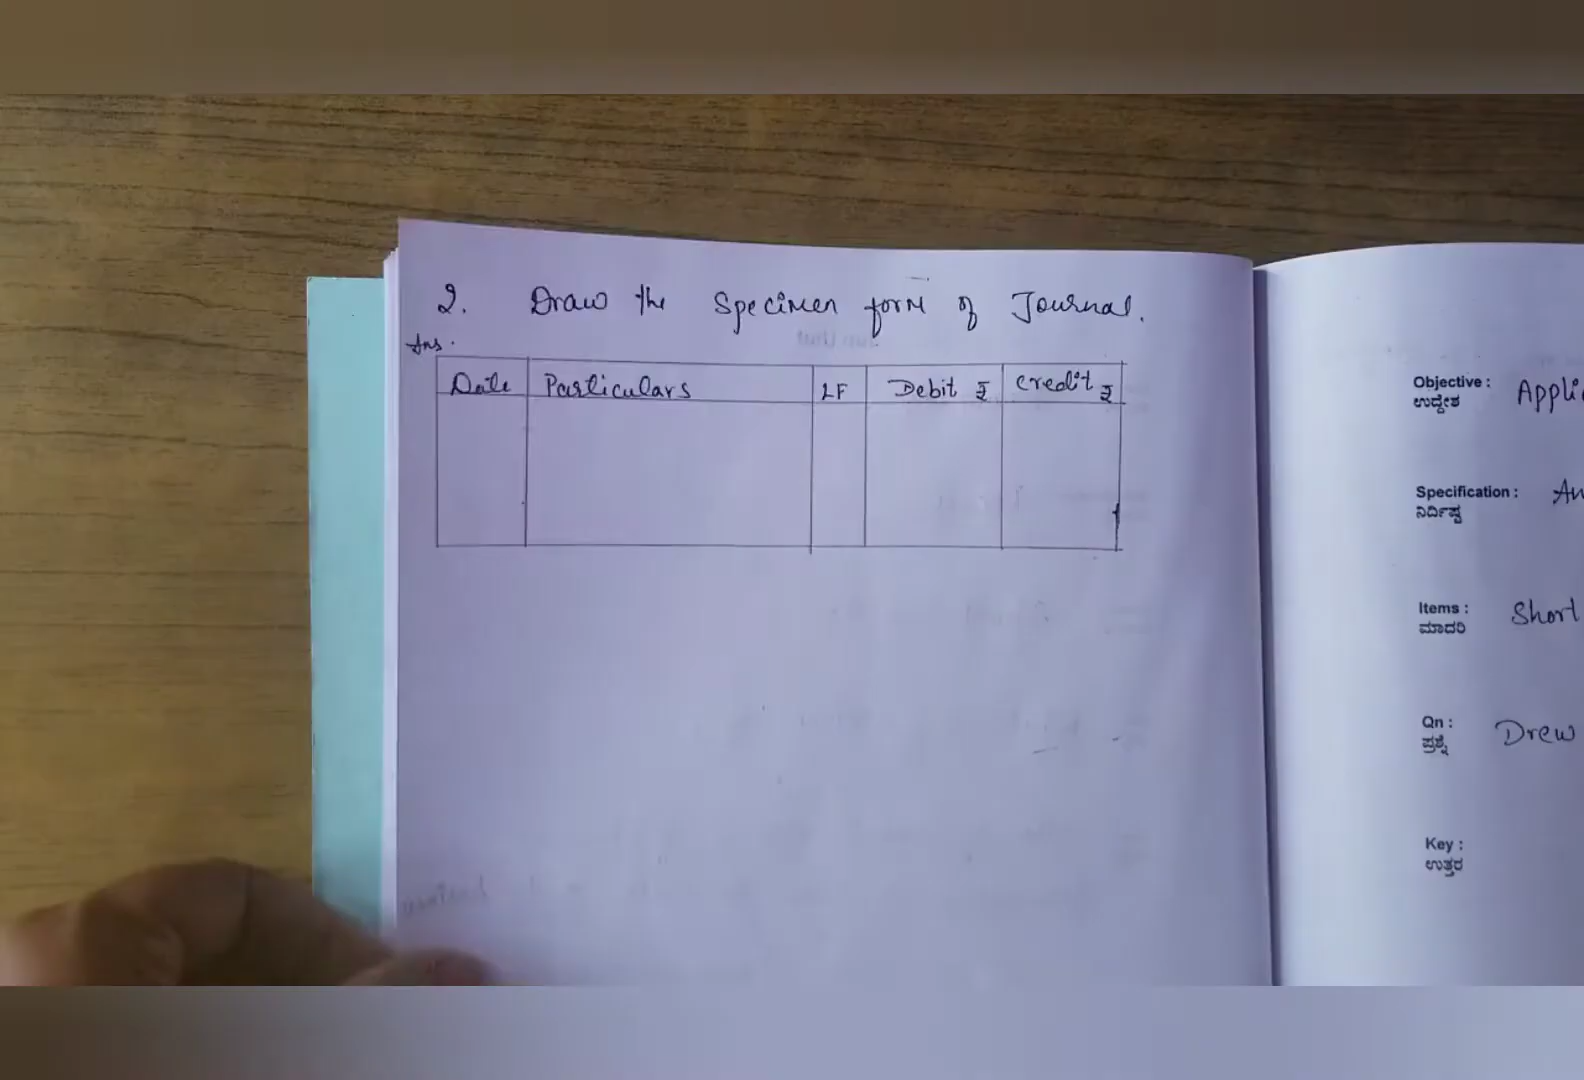 2. Draw the Specimen form of Journal.
Ans.
Date Particulars LF Debit ₹ Credit ₹
Objective :
ಉದ್ದೇಶ
Specification :
ನಿರ್ದಿಷ್ಟ
Items : Short
ಮಾದರಿ
Qn : Drew
ಪ್ರಶ್ನೆ
Key :
ಉತ್ತರ